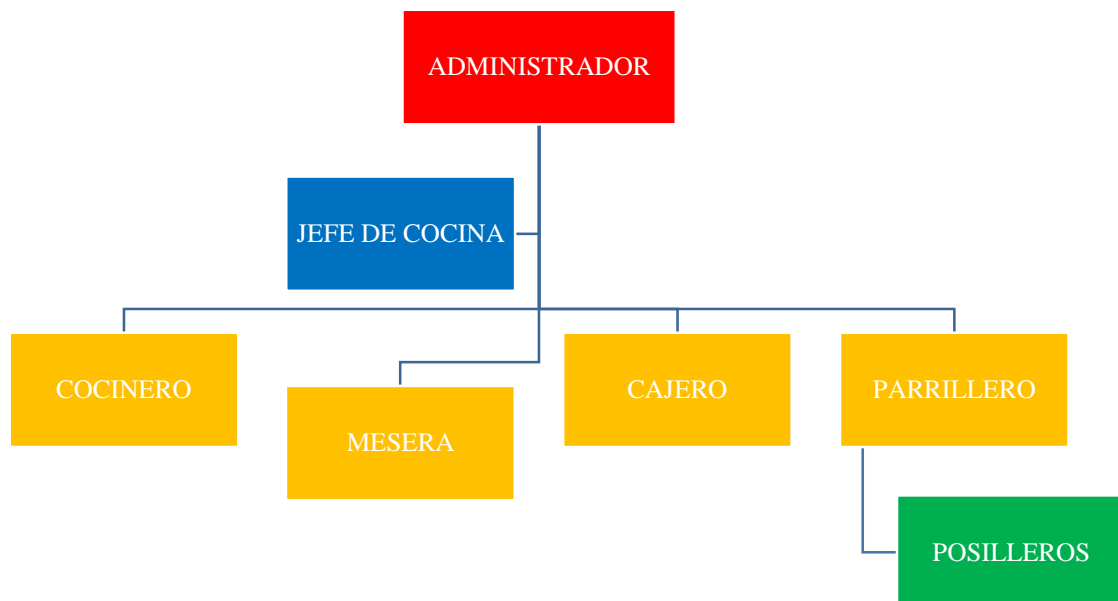 ADMINISTRADOR
JEFE DE COCINA
COCINERO
MESERA
CAJERO
PARRILLERO
POSILLEROS